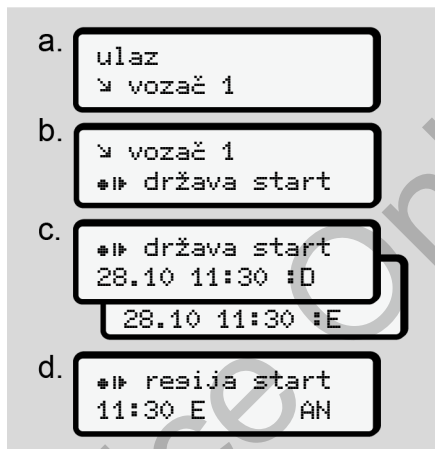 a.
ulaz
vozač 1
b.
vozač 1
država start
c.
država start
28.10 11:30 :D
28.10 11:30 :E
d.
regija start
11:30 E AN